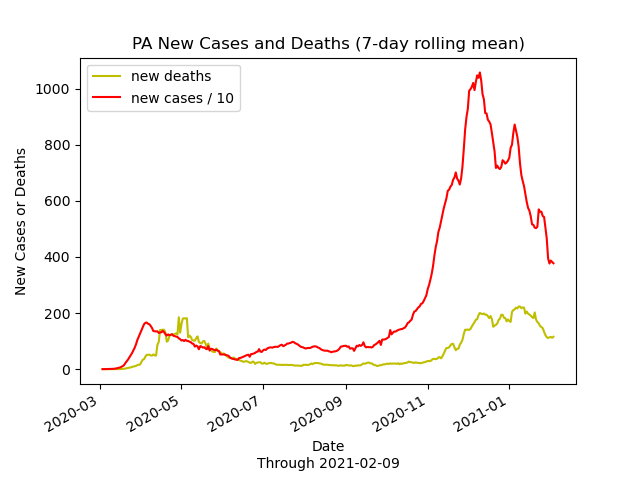 PA New Cases and Deaths (7-day rolling mean)
new deaths
new cases / 10
1000
800
600
400
200
0
New Cases or Deaths
2020-03
2020-05
2020-07
2020-09
2020-11
2021-01
Date
Through 2021-02-09